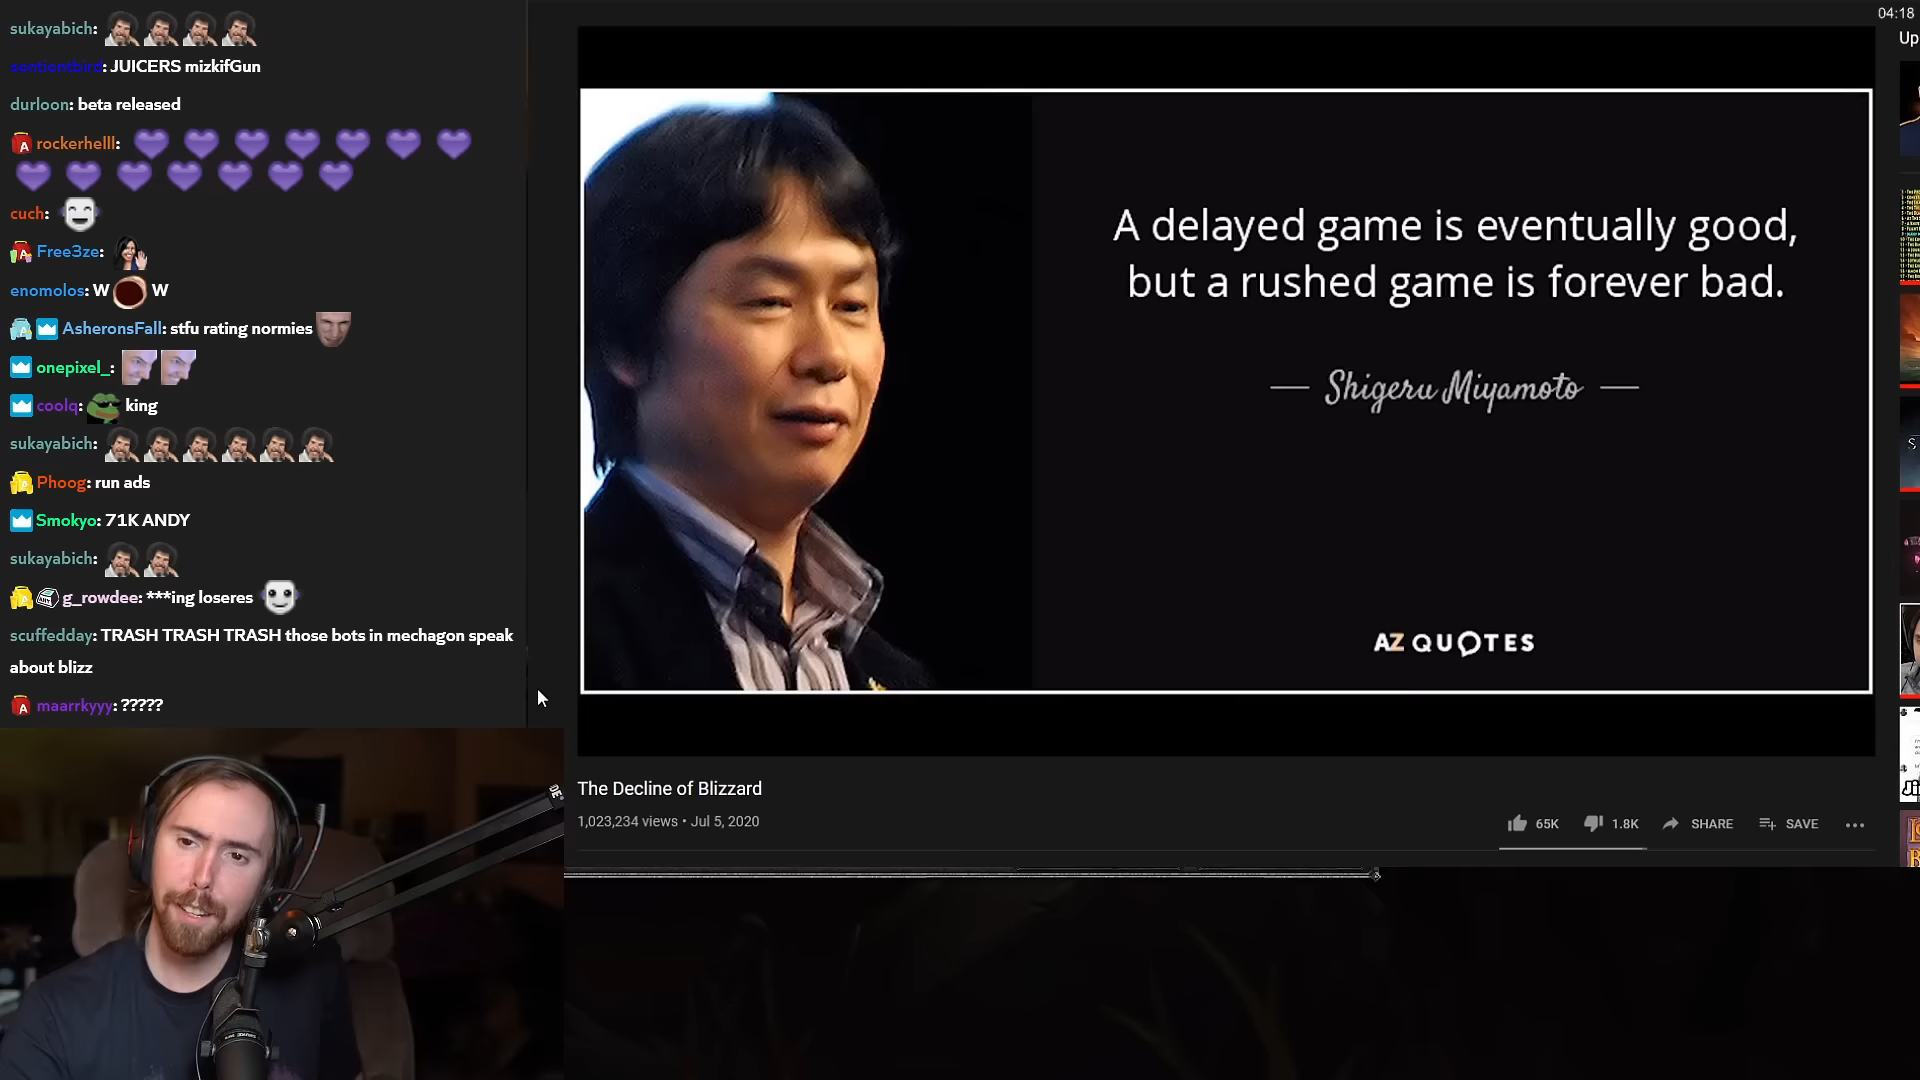 sukayabich:
sentientbird: JUICERS mizkifGun
durloon: beta released
rockerhelll:
cuch:
Free3ze:
enomolos: W W
AsheronsFall: stfu rating normies
onepixel_:
coolq: king
sukayabich:
Phoog: run ads
Smokyo: 71K ANDY
sukayabich:
g_rowdee: ***ing loseres
scuffedday: TRASH TRASH TRASH those bots in mechagon speak
about blizz
maarrkyyy: ?????
04:18
Up
A delayed game is eventually good,
but a rushed game is forever bad.
Shigeru Miyamoto
AZ QUOTES
The Decline of Blizzard
1,023,234 views • Jul 5, 2020
65K 1.8K SHARE SAVE